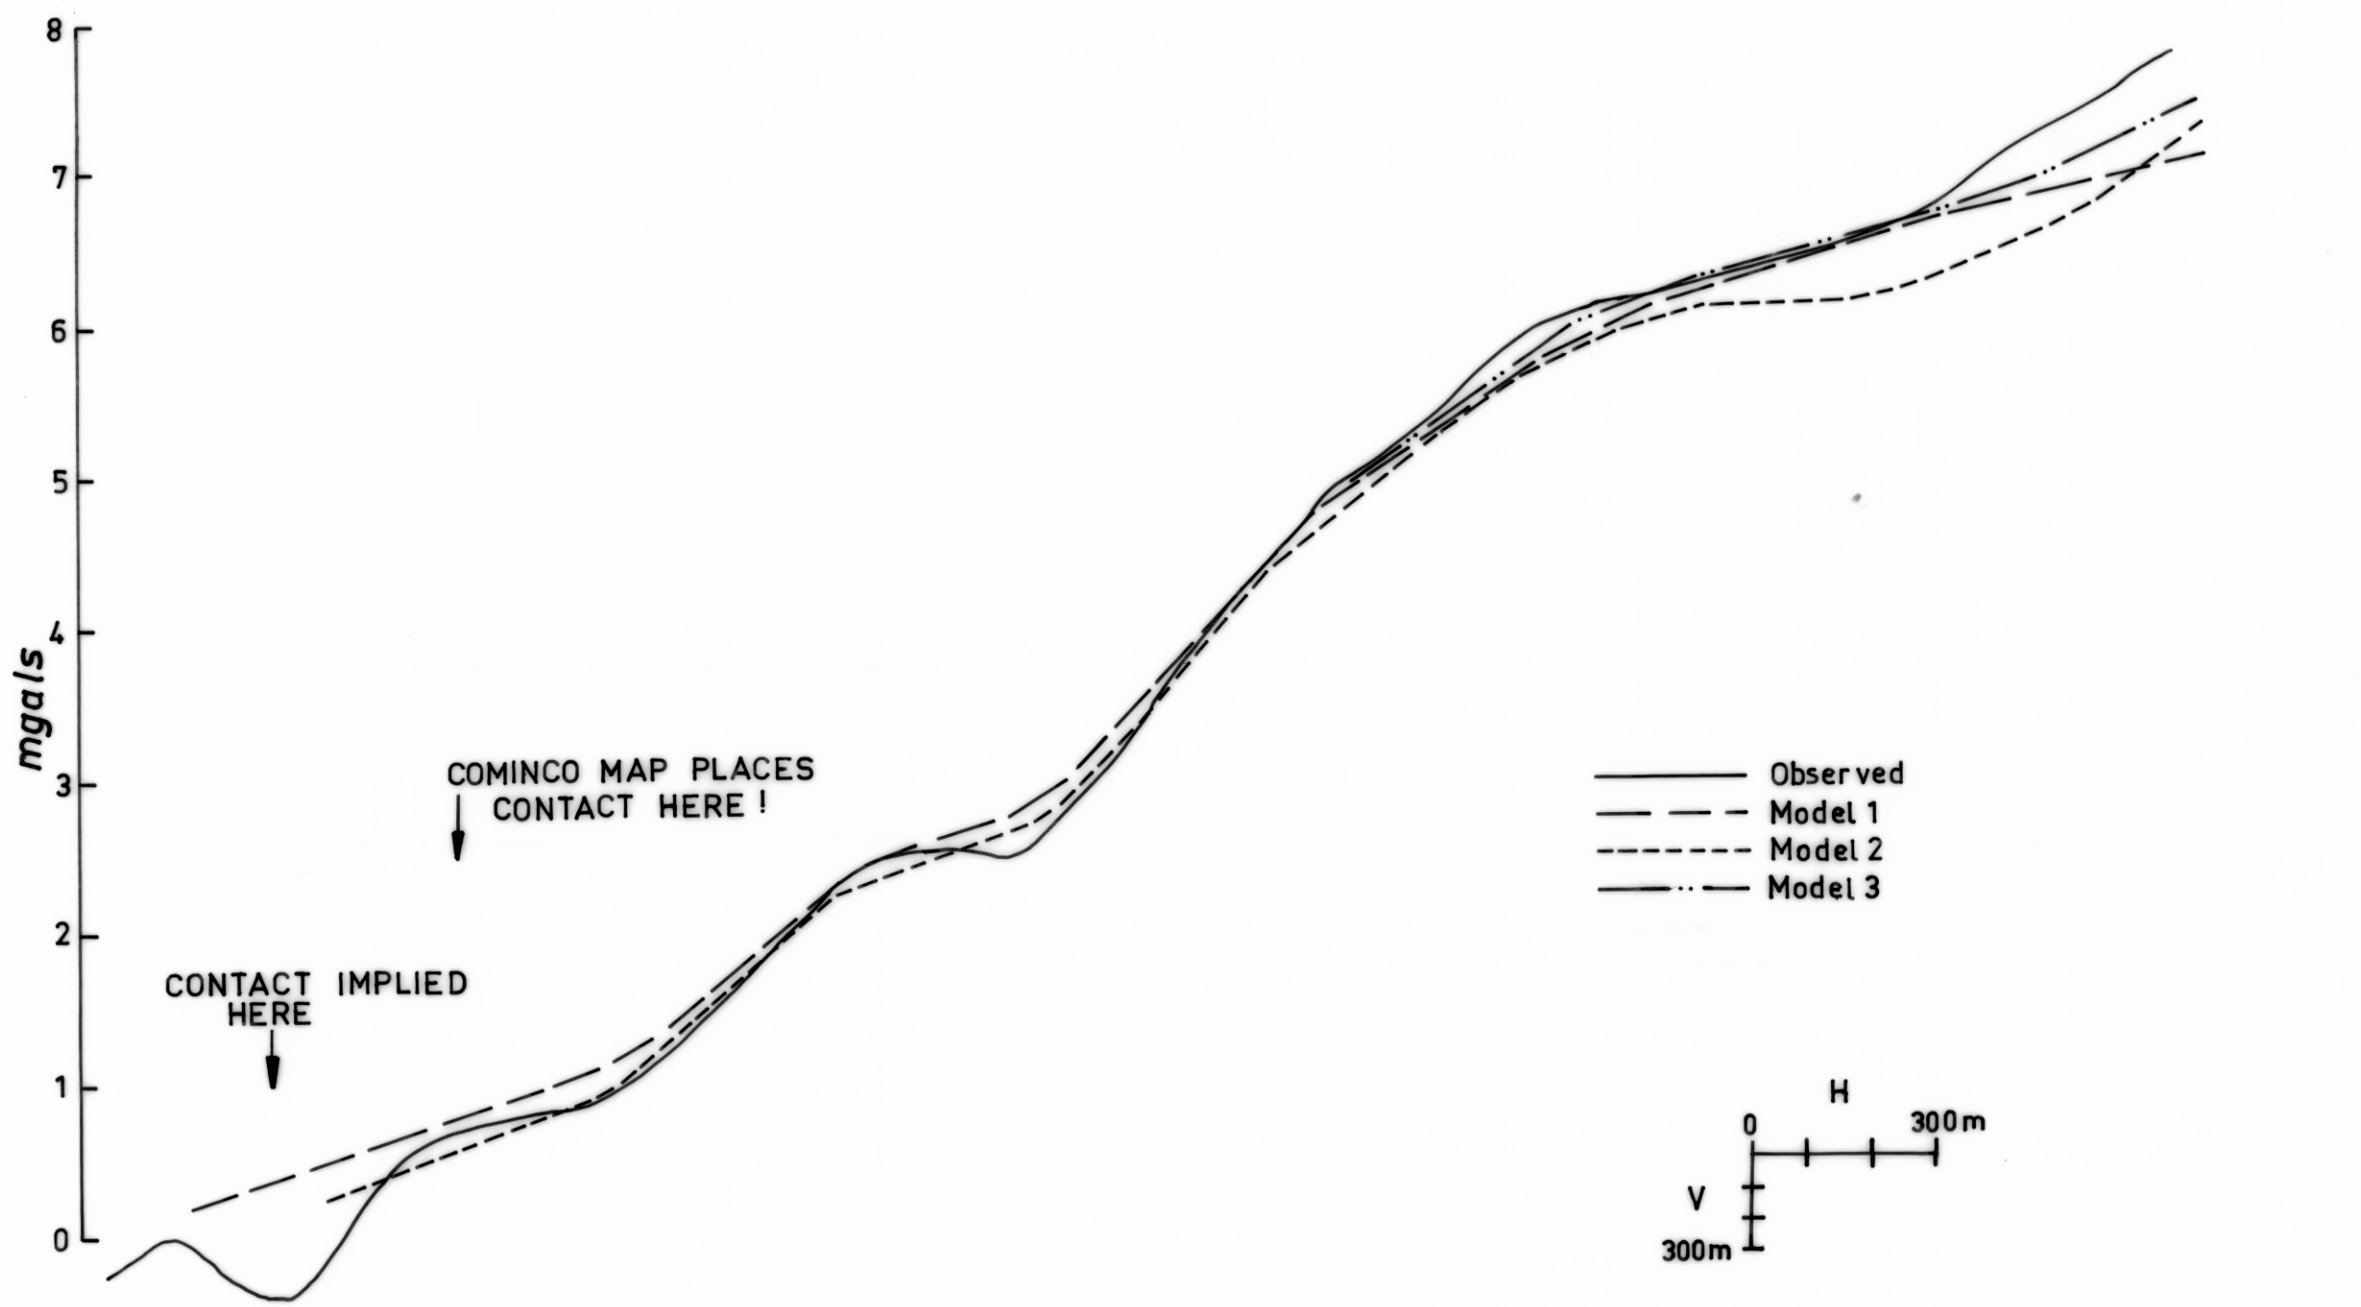 8
7
6
5
4
3
2
1
0
mgals
COMINCO MAP PLACES
CONTACT HERE !
CONTACT IMPLIED
HERE
Observed
Model 1
Model 2
Model 3
H
0
300m
V
300m